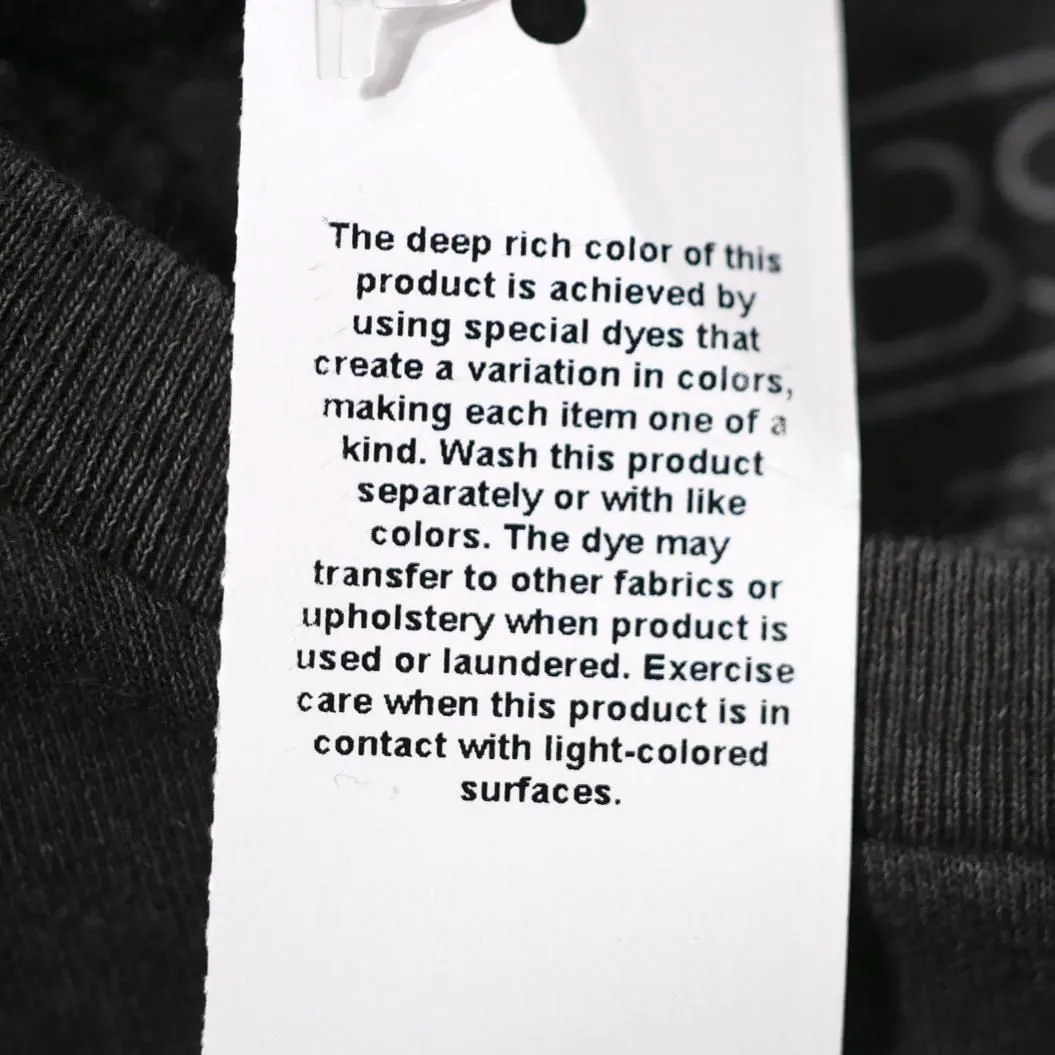 The deep rich color of this
product is achieved by
using special dyes that
create a variation in colors,
making each item one of a
kind. Wash this product
separately or with like
colors. The dye may
transfer to other fabrics or
upholstery when product is
used or laundered. Exercise
care when this product is in
contact with light-colored
surfaces.